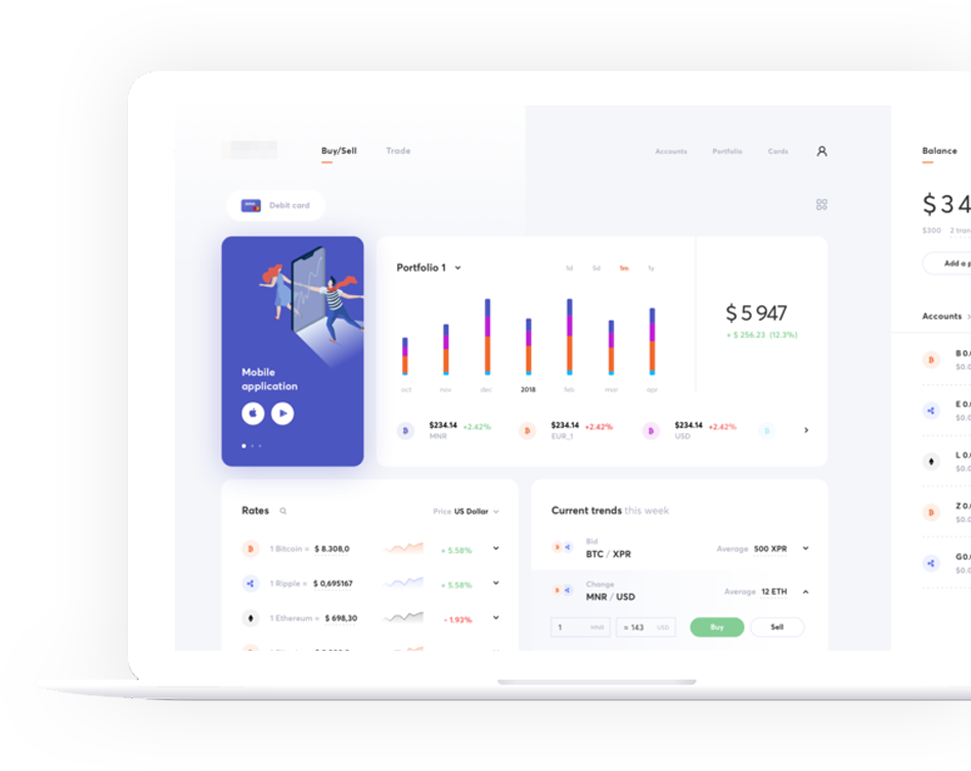 Buy/Sell
Trade
Accounts
Portfolio
Cards
Balance
Debit card
$34
$300
2 tran
Add a p
Portfolio 1
1d
5d
1m
1y
$5 947
+ $ 256.23 (12.3%)
oct
nov
dec
2018
feb
mar
apr
Mobile
application
$234.14 +2.42%
MNR
$234.14 +2.42%
EUR_1
$234.14 +2.42%
USD
Accounts
B 0.
$0.0
E 0.
$0.0
L 0.
$0.0
Z 0.
$0.0
G0.
$0.0
Rates
Price US Dollar
1 Bitcoin = $ 8.308,0
+ 5.58%
1 Ripple = $ 0,695167
+ 5.58%
1 Ethereum = $ 698,30
- 1.93%
Current trends this week
Bid
BTC / XPR
Average 500 XPR
Change
MNR / USD
Average 12 ETH
1 MNR
= 143 USD
Buy
Sell